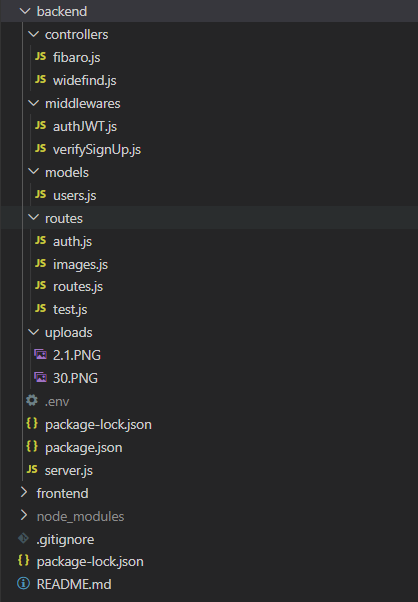 backend
controllers
JS fibaro.js
JS widefind.js
middlewares
JS authJWT.js
JS verifySignUp.js
models
JS users.js
routes
JS auth.js
JS images.js
JS routes.js
JS test.js
uploads
2.1.PNG
30.PNG
.env
{} package-lock.json
{} package.json
JS server.js
frontend
node_modules
.gitignore
{} package-lock.json
README.md